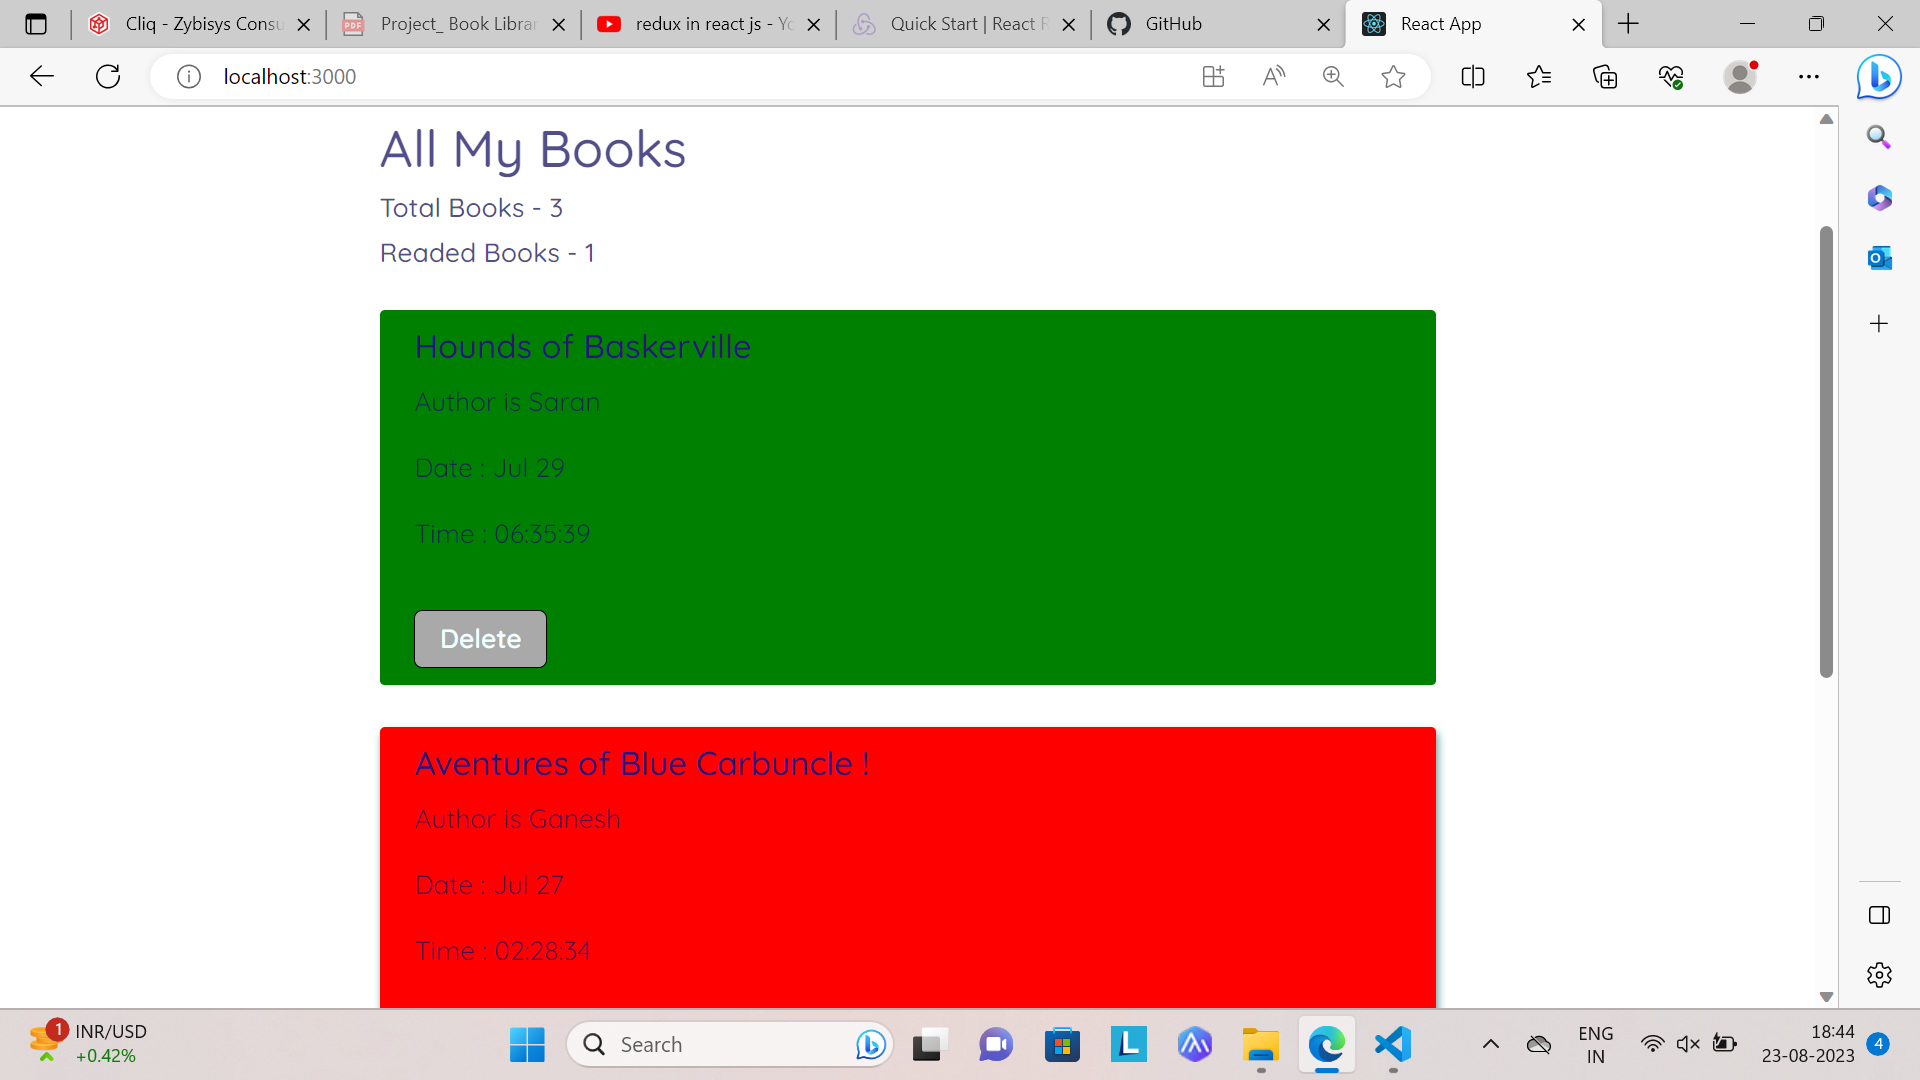 Cliq - Zybisys Consu
Project_ Book Librar
redux in react js - Yo
Quick Start | React R
GitHub
React App
localhost:3000
All My Books
Total Books - 3
Readed Books - 1
Hounds of Baskerville
Author is Saran
Date : Jul 29
Time : 06:35:39
Delete
Aventures of Blue Carbuncle !
Author is Ganesh
Date : Jul 27
Time : 02:28:34
1
INR/USD
+0.42%
Search
ENG
IN
18:44
23-08-2023
4